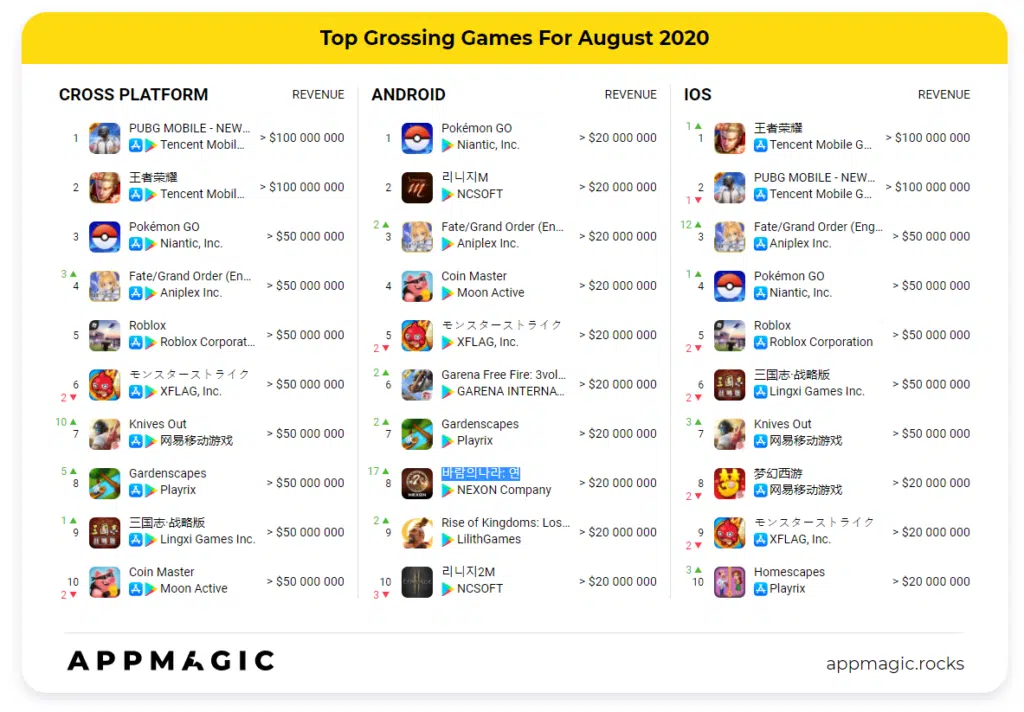 Top Grossing Games For August 2020
CROSS PLATFORM REVENUE
1 PUBG MOBILE - NEW... > $100 000 000
Tencent Mobil...
2 王者荣耀 > $100 000 000
Tencent Mobil...
3 Pokémon GO > $50 000 000
Niantic, Inc.
3 ▲ 4 Fate/Grand Order (En... > $50 000 000
Aniplex Inc.
5 Roblox > $50 000 000
Roblox Corporat...
6 2 ▼ モンスターストライク > $50 000 000
XFLAG, Inc.
10 ▲ 7 Knives Out > $50 000 000
网易移动游戏
5 ▲ 8 Gardenscapes > $50 000 000
Playrix
1 ▲ 9 三国志·战略版 > $50 000 000
Lingxi Games Inc.
10 2 ▼ Coin Master > $50 000 000
Moon Active
ANDROID REVENUE
1 Pokémon GO > $20 000 000
Niantic, Inc.
2 리니지M > $20 000 000
NCSOFT
2 ▲ 3 Fate/Grand Order (En... > $20 000 000
Aniplex Inc.
4 Coin Master > $20 000 000
Moon Active
5 2 ▼ モンスターストライク > $20 000 000
XFLAG, Inc.
2 ▲ 6 Garena Free Fire: 3vol... > $20 000 000
GARENA INTERNA...
2 ▲ 7 Gardenscapes > $20 000 000
Playrix
17 ▲ 8 바람의나라: 연 > $20 000 000
NEXON Company
2 ▲ 9 Rise of Kingdoms: Los... > $20 000 000
LilithGames
10 3 ▼ 리니지2M > $20 000 000
NCSOFT
IOS REVENUE
1 ▲ 1 王者荣耀 > $100 000 000
Tencent Mobile G...
2 1 ▼ PUBG MOBILE - NEW... > $100 000 000
Tencent Mobile G...
12 ▲ 3 Fate/Grand Order (Eng... > $50 000 000
Aniplex Inc.
1 ▲ 4 Pokémon GO > $50 000 000
Niantic, Inc.
5 2 ▼ Roblox > $50 000 000
Roblox Corporation
6 2 ▼ 三国志·战略版 > $50 000 000
Lingxi Games Inc.
3 ▲ 7 Knives Out > $50 000 000
网易移动游戏
8 2 ▼ 梦幻西游 > $20 000 000
网易移动游戏
9 2 ▼ モンスターストライク > $20 000 000
XFLAG, Inc.
3 ▲ 10 Homescapes > $20 000 000
Playrix
APPMAGIC
appmagic.rocks